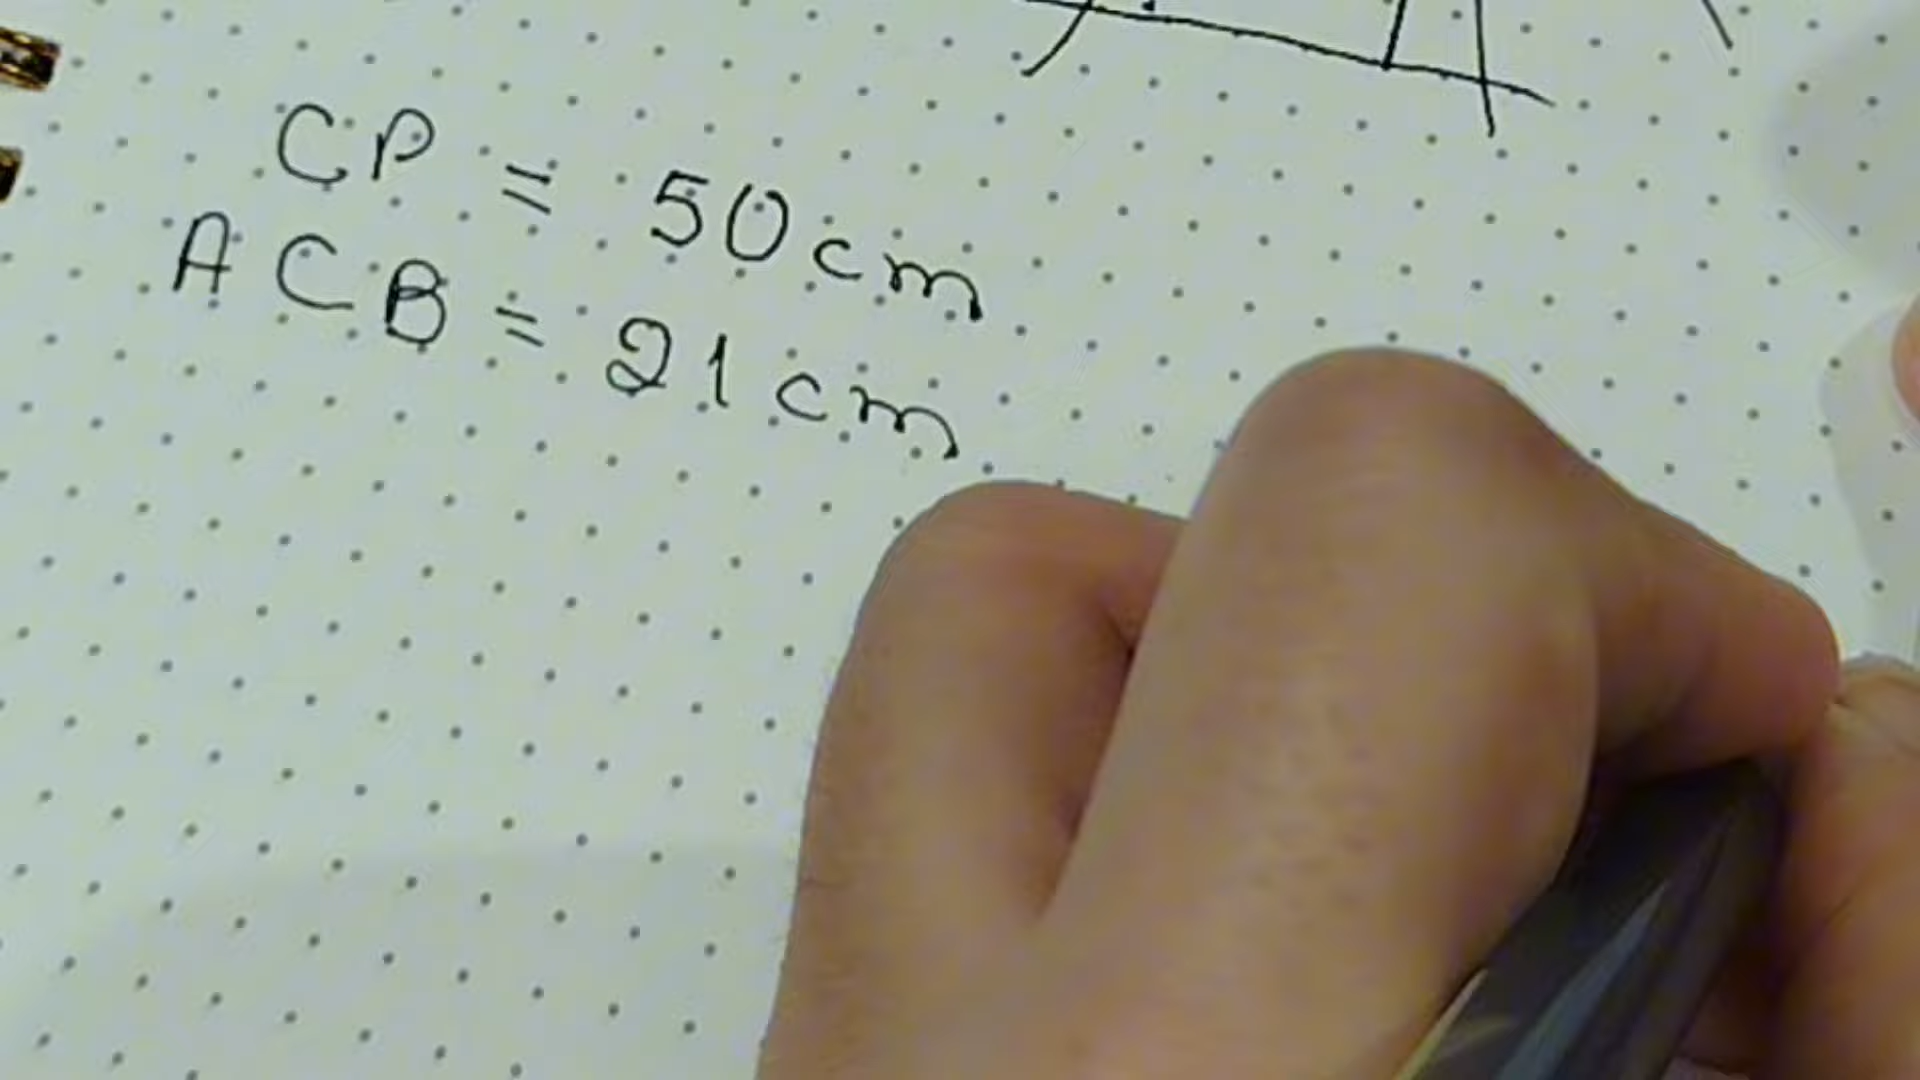 CP = 50cm
ACB = 21cm